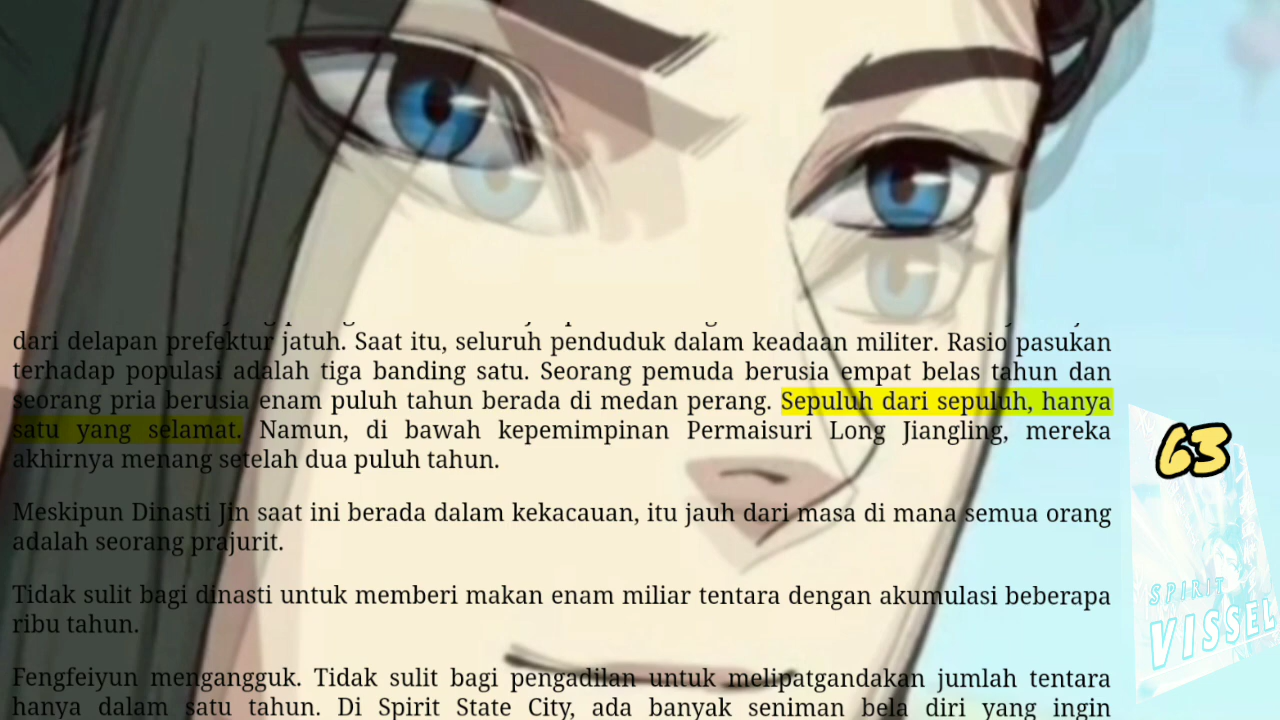 dari delapan prefektur jatuh. Saat itu, seluruh penduduk dalam keadaan militer. Rasio pasukan
terhadap populasi adalah tiga banding satu. Seorang pemuda berusia empat belas tahun dan
seorang pria berusia enam puluh tahun berada di medan perang. Sepuluh dari sepuluh, hanya
satu yang selamat. Namun, di bawah kepemimpinan Permaisuri Long Jiangling, mereka
akhirnya menang setelah dua puluh tahun.
Meskipun Dinasti Jin saat ini berada dalam kekacauan, itu jauh dari masa di mana semua orang
adalah seorang prajurit.
Tidak sulit bagi dinasti untuk memberi makan enam miliar tentara dengan akumulasi beberapa
ribu tahun.
Fengfeiyun mengangguk. Tidak sulit bagi pengadilan untuk melipatgandakan jumlah tentara
hanya dalam satu tahun. Di Spirit State City, ada banyak seniman bela diri yang ingin
63
SPIRIT
VISSEL